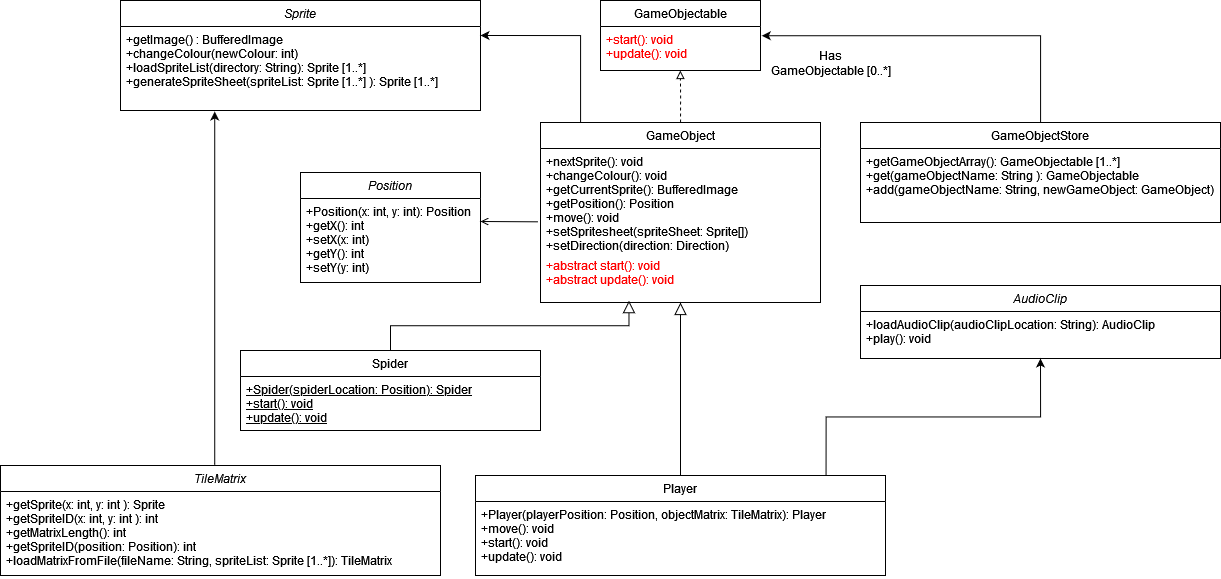 Sprite
+getImage() : BufferedImage
+changeColour(newColour: int)
+loadSpriteList(directory: String): Sprite [1..*]
+generateSpriteSheet(spriteList: Sprite [1..*] ): Sprite [1..*]
GameObjectable
+start(): void
+update(): void
Has
GameObjectable [0..*]
GameObject
+nextSprite(): void
+changeColour(): void
+getCurrentSprite(): BufferedImage
+getPosition(): Position
+move(): void
+setSpritesheet(spriteSheet: Sprite[])
+setDirection(direction: Direction)
+abstract start(): void
+abstract update(): void
GameObjectStore
+getGameObjectArray(): GameObjectable [1..*]
+get(gameObjectName: String ): GameObjectable
+add(gameObjectName: String, newGameObject: GameObject)
Position
+Position(x: int, y: int): Position
+getX(): int
+setX(x: int)
+getY(): int
+setY(y: int)
AudioClip
+loadAudioClip(audioClipLocation: String): AudioClip
+play(): void
Spider
+Spider(spiderLocation: Position): Spider
+start(): void
+update(): void
TileMatrix
+getSprite(x: int, y: int ): Sprite
+getSpriteID(x: int, y: int ): int
+getMatrixLength(): int
+getSpriteID(position: Position): int
+loadMatrixFromFile(fileName: String, spriteList: Sprite [1..*]): TileMatrix
Player
+Player(playerPosition: Position, objectMatrix: TileMatrix): Player
+move(): void
+start(): void
+update(): void